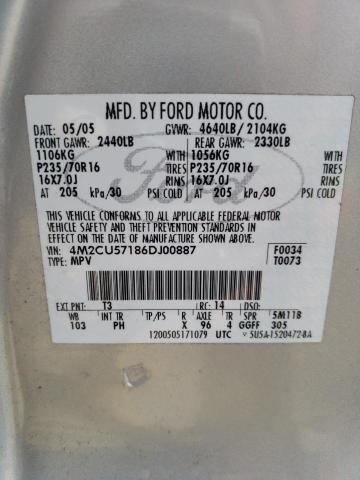 MFD. BY FORD MOTOR CO.
DATE: 05/05 GVWR: 4640LB/ 2104KG
FRONT GAWR: 2440LB REAR GAWR: 2330LB
1106KG WITH 1056KG WITH
P235/70R16 TIRES P235/70R16 TIRES
16X7.0J RIMS 16X7.0J RIMS
AT 205 kPa/30 PSI COLD AT 205 kPa/30 PSI COLD
THIS VEHICLE CONFORMS TO ALL APPLICABLE FEDERAL MOTOR
VEHICLE SAFETY AND THEFT PREVENTION STANDARDS IN EFFECT
ON THE DATE OF MANUFACTURE SHOWN ABOVE.
VIN: 4M2CU57186DJ00887 F0034
TYPE: MPV T0073
Ford
EXT PNT: T3 RC: 14 DSO:
WB INT TR TP/PS R AXLE TR SPR 5M11B
103 PH X 96 4 GGFF 305
1200505171079 UTC 5U5A-1520472-BA